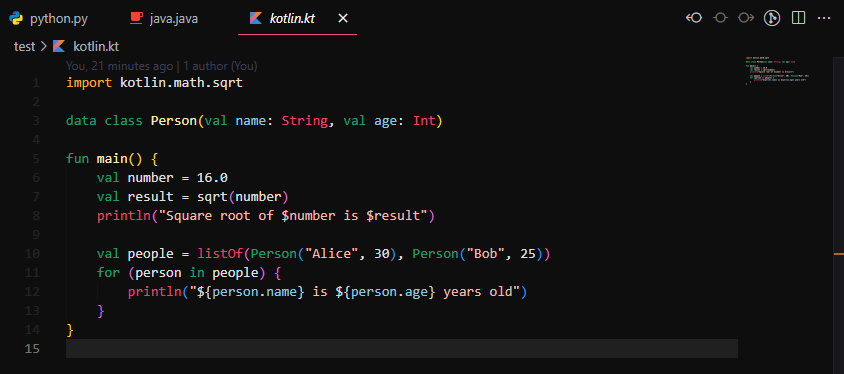 python.py java.java kotlin.kt
test > kotlin.kt
You, 21 minutes ago | 1 author (You)
1 import kotlin.math.sqrt
2
3 data class Person(val name: String, val age: Int)
4
5 fun main() {
6     val number = 16.0
7     val result = sqrt(number)
8     println("Square root of $number is $result")
9
10     val people = listOf(Person("Alice", 30), Person("Bob", 25))
11     for (person in people) {
12         println("${person.name} is ${person.age} years old")
13     }
14 }
15